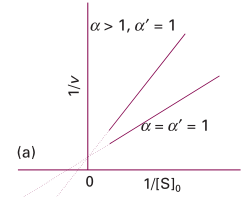 α > 1, α′ = 1
1/v
α = α′ = 1
(a)
0
1/[S]₀